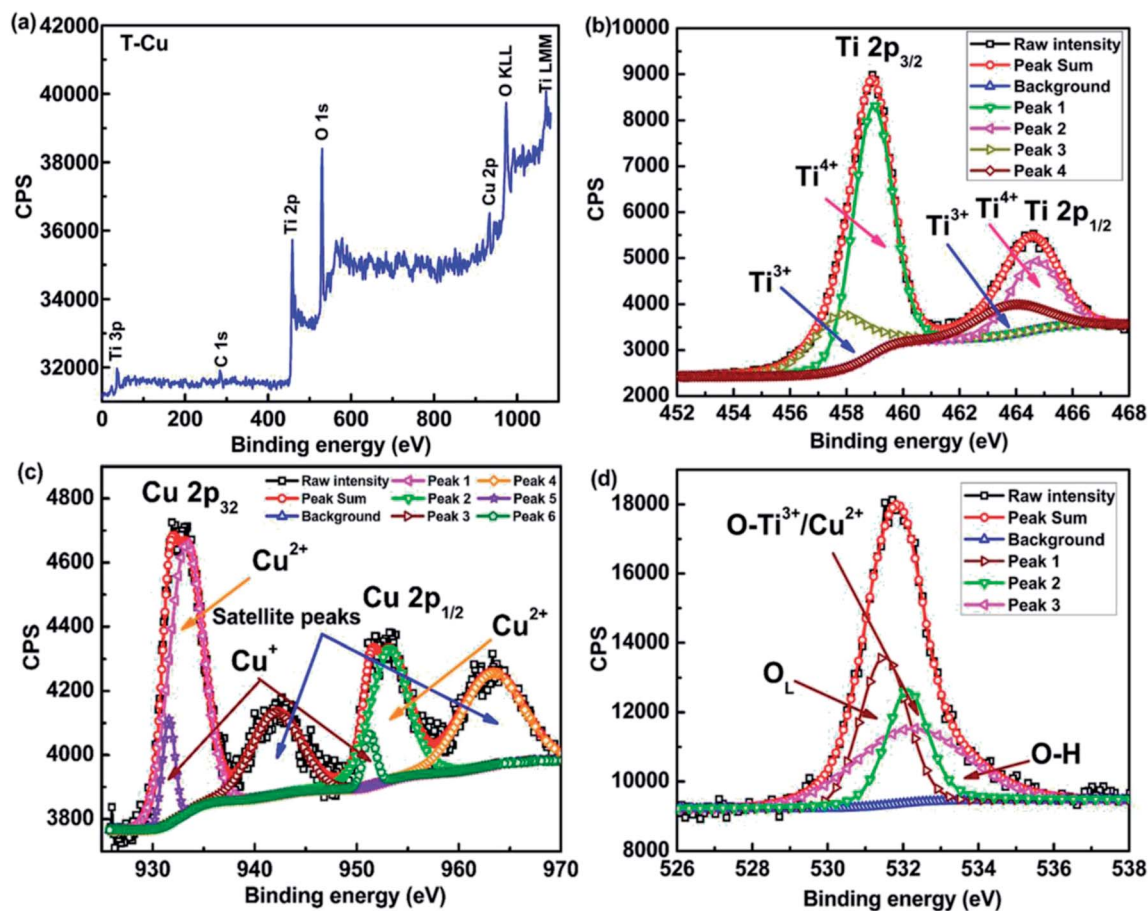 (a)
T-Cu
42000
40000
38000
36000
34000
32000
CPS
Ti 3p
C 1s
Ti 2p
O 1s
Cu 2p
O KLL
Ti LMM
0 200 400 600 800 1000
Binding energy (eV)
(b)
Ti 2p3/2
Raw intensity
Peak Sum
Background
Peak 1
Peak 2
Peak 3
Peak 4
9000
8000
7000
6000
5000
4000
3000
2000
CPS
Ti4+
Ti3+
Ti3+
Ti4+
Ti 2p1/2
452 454 456 458 460 462 464 466 468
Binding energy (eV)
(c)
Cu 2p32
Raw intensity Peak 1 Peak 4
Peak Sum Peak 2 Peak 5
Background Peak 3 Peak 6
4800
4600
4400
4200
4000
3800
CPS
Cu2+
Satellite peaks
Cu+
Cu 2p1/2
Cu2+
930 940 950 960 970
Binding energy (eV)
(d)
Raw intensity
Peak Sum
Background
Peak 1
Peak 2
Peak 3
18000
16000
14000
12000
10000
8000
CPS
O-Ti3+/Cu2+
OL
O-H
526 528 530 532 534 536 538
Binding energy (eV)